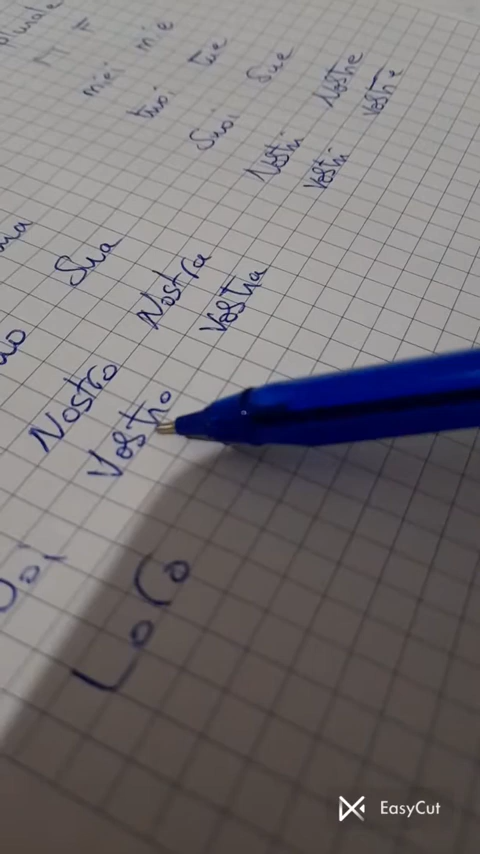 plurale
M F
miei mie
tuoi tue
Sua Suoi Sue
Nostro Nostra Nostri Nostre
Vostro Vostra Vostri Vostre
Loro
EasyCut